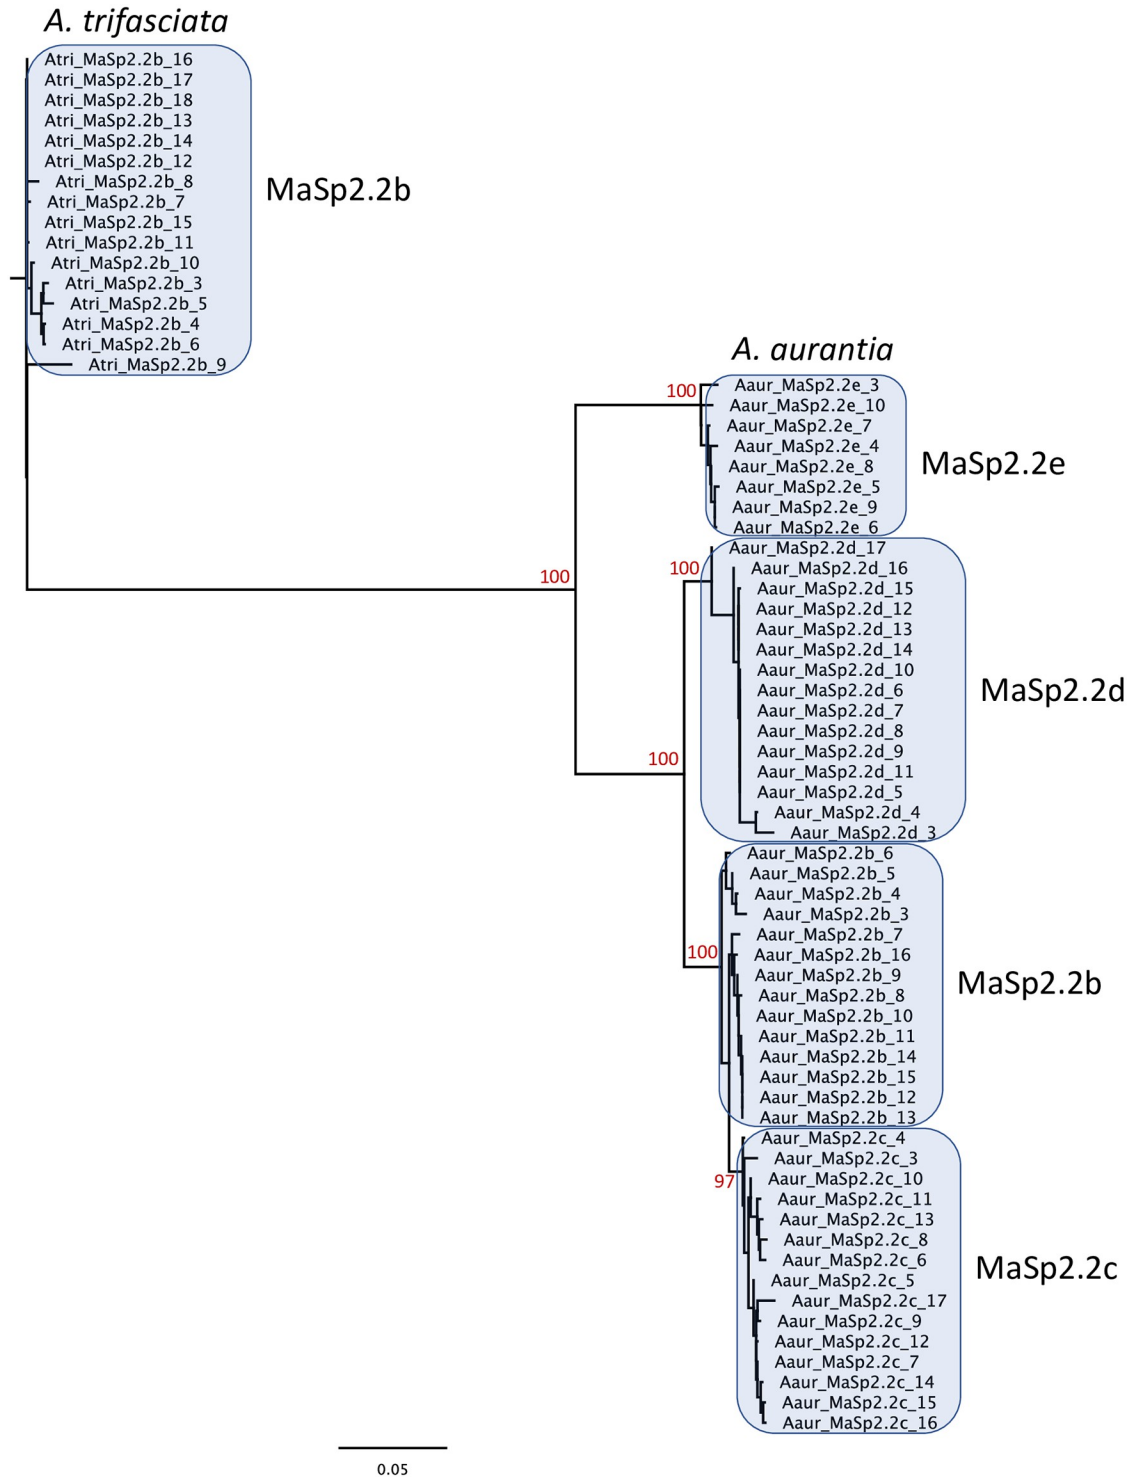 A. trifasciata
Atri_MaSp2.2b_16
Atri_MaSp2.2b_17
Atri_MaSp2.2b_18
Atri_MaSp2.2b_13
Atri_MaSp2.2b_14
Atri_MaSp2.2b_12
Atri_MaSp2.2b_8
Atri_MaSp2.2b_7
Atri_MaSp2.2b_15
Atri_MaSp2.2b_11
Atri_MaSp2.2b_10
Atri_MaSp2.2b_3
Atri_MaSp2.2b_5
Atri_MaSp2.2b_4
Atri_MaSp2.2b_6
Atri_MaSp2.2b_9
MaSp2.2b
A. aurantia
100
Aaur_MaSp2.2e_3
Aaur_MaSp2.2e_10
Aaur_MaSp2.2e_7
Aaur_MaSp2.2e_4
Aaur_MaSp2.2e_8
Aaur_MaSp2.2e_5
Aaur_MaSp2.2e_9
Aaur_MaSp2.2e_6
MaSp2.2e
100
100
Aaur_MaSp2.2d_17
Aaur_MaSp2.2d_16
Aaur_MaSp2.2d_15
Aaur_MaSp2.2d_12
Aaur_MaSp2.2d_13
Aaur_MaSp2.2d_14
Aaur_MaSp2.2d_10
Aaur_MaSp2.2d_6
Aaur_MaSp2.2d_7
Aaur_MaSp2.2d_8
Aaur_MaSp2.2d_9
Aaur_MaSp2.2d_11
Aaur_MaSp2.2d_5
Aaur_MaSp2.2d_4
Aaur_MaSp2.2d_3
MaSp2.2d
100
100
Aaur_MaSp2.2b_6
Aaur_MaSp2.2b_5
Aaur_MaSp2.2b_4
Aaur_MaSp2.2b_3
Aaur_MaSp2.2b_7
Aaur_MaSp2.2b_16
Aaur_MaSp2.2b_9
Aaur_MaSp2.2b_8
Aaur_MaSp2.2b_10
Aaur_MaSp2.2b_11
Aaur_MaSp2.2b_14
Aaur_MaSp2.2b_15
Aaur_MaSp2.2b_12
Aaur_MaSp2.2b_13
MaSp2.2b
97
Aaur_MaSp2.2c_4
Aaur_MaSp2.2c_3
Aaur_MaSp2.2c_10
Aaur_MaSp2.2c_11
Aaur_MaSp2.2c_13
Aaur_MaSp2.2c_8
Aaur_MaSp2.2c_6
Aaur_MaSp2.2c_5
Aaur_MaSp2.2c_17
Aaur_MaSp2.2c_9
Aaur_MaSp2.2c_12
Aaur_MaSp2.2c_7
Aaur_MaSp2.2c_14
Aaur_MaSp2.2c_15
Aaur_MaSp2.2c_16
MaSp2.2c
0.05